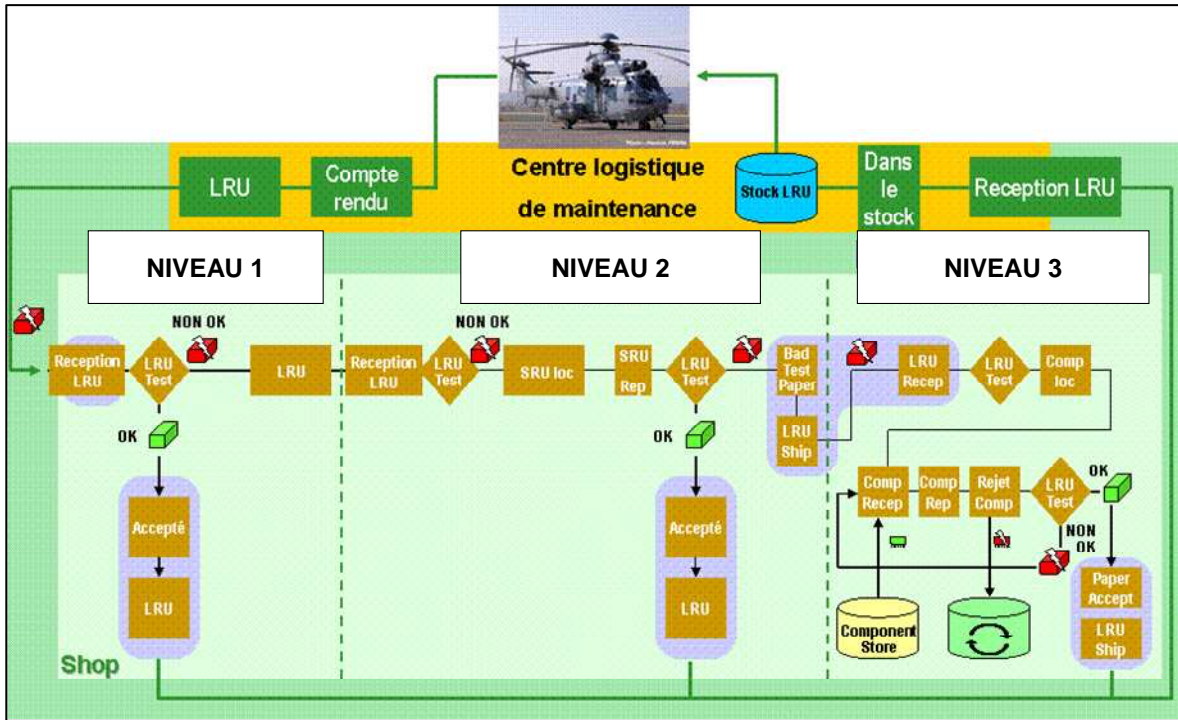 Centre logistique
de maintenance
LRU
Compte
rendu
Stock LRU
Dans
le
stock
Reception LRU
NIVEAU 1
NIVEAU 2
NIVEAU 3
NON OK
Reception
LRU
LRU
Test
LRU
OK
Accepté
LRU
NON OK
Reception
LRU
LRU
Test
SRU loc
SRU
Rep
LRU
Test
OK
Accepté
LRU
Bad
Test
Paper
LRU
Ship
LRU
Recep
LRU
Test
Comp
loc
Comp
Recep
Comp
Rep
Rejet
Comp
LRU
Test
OK
NON
OK
Paper
Accept
LRU
Ship
Component
Store
Shop